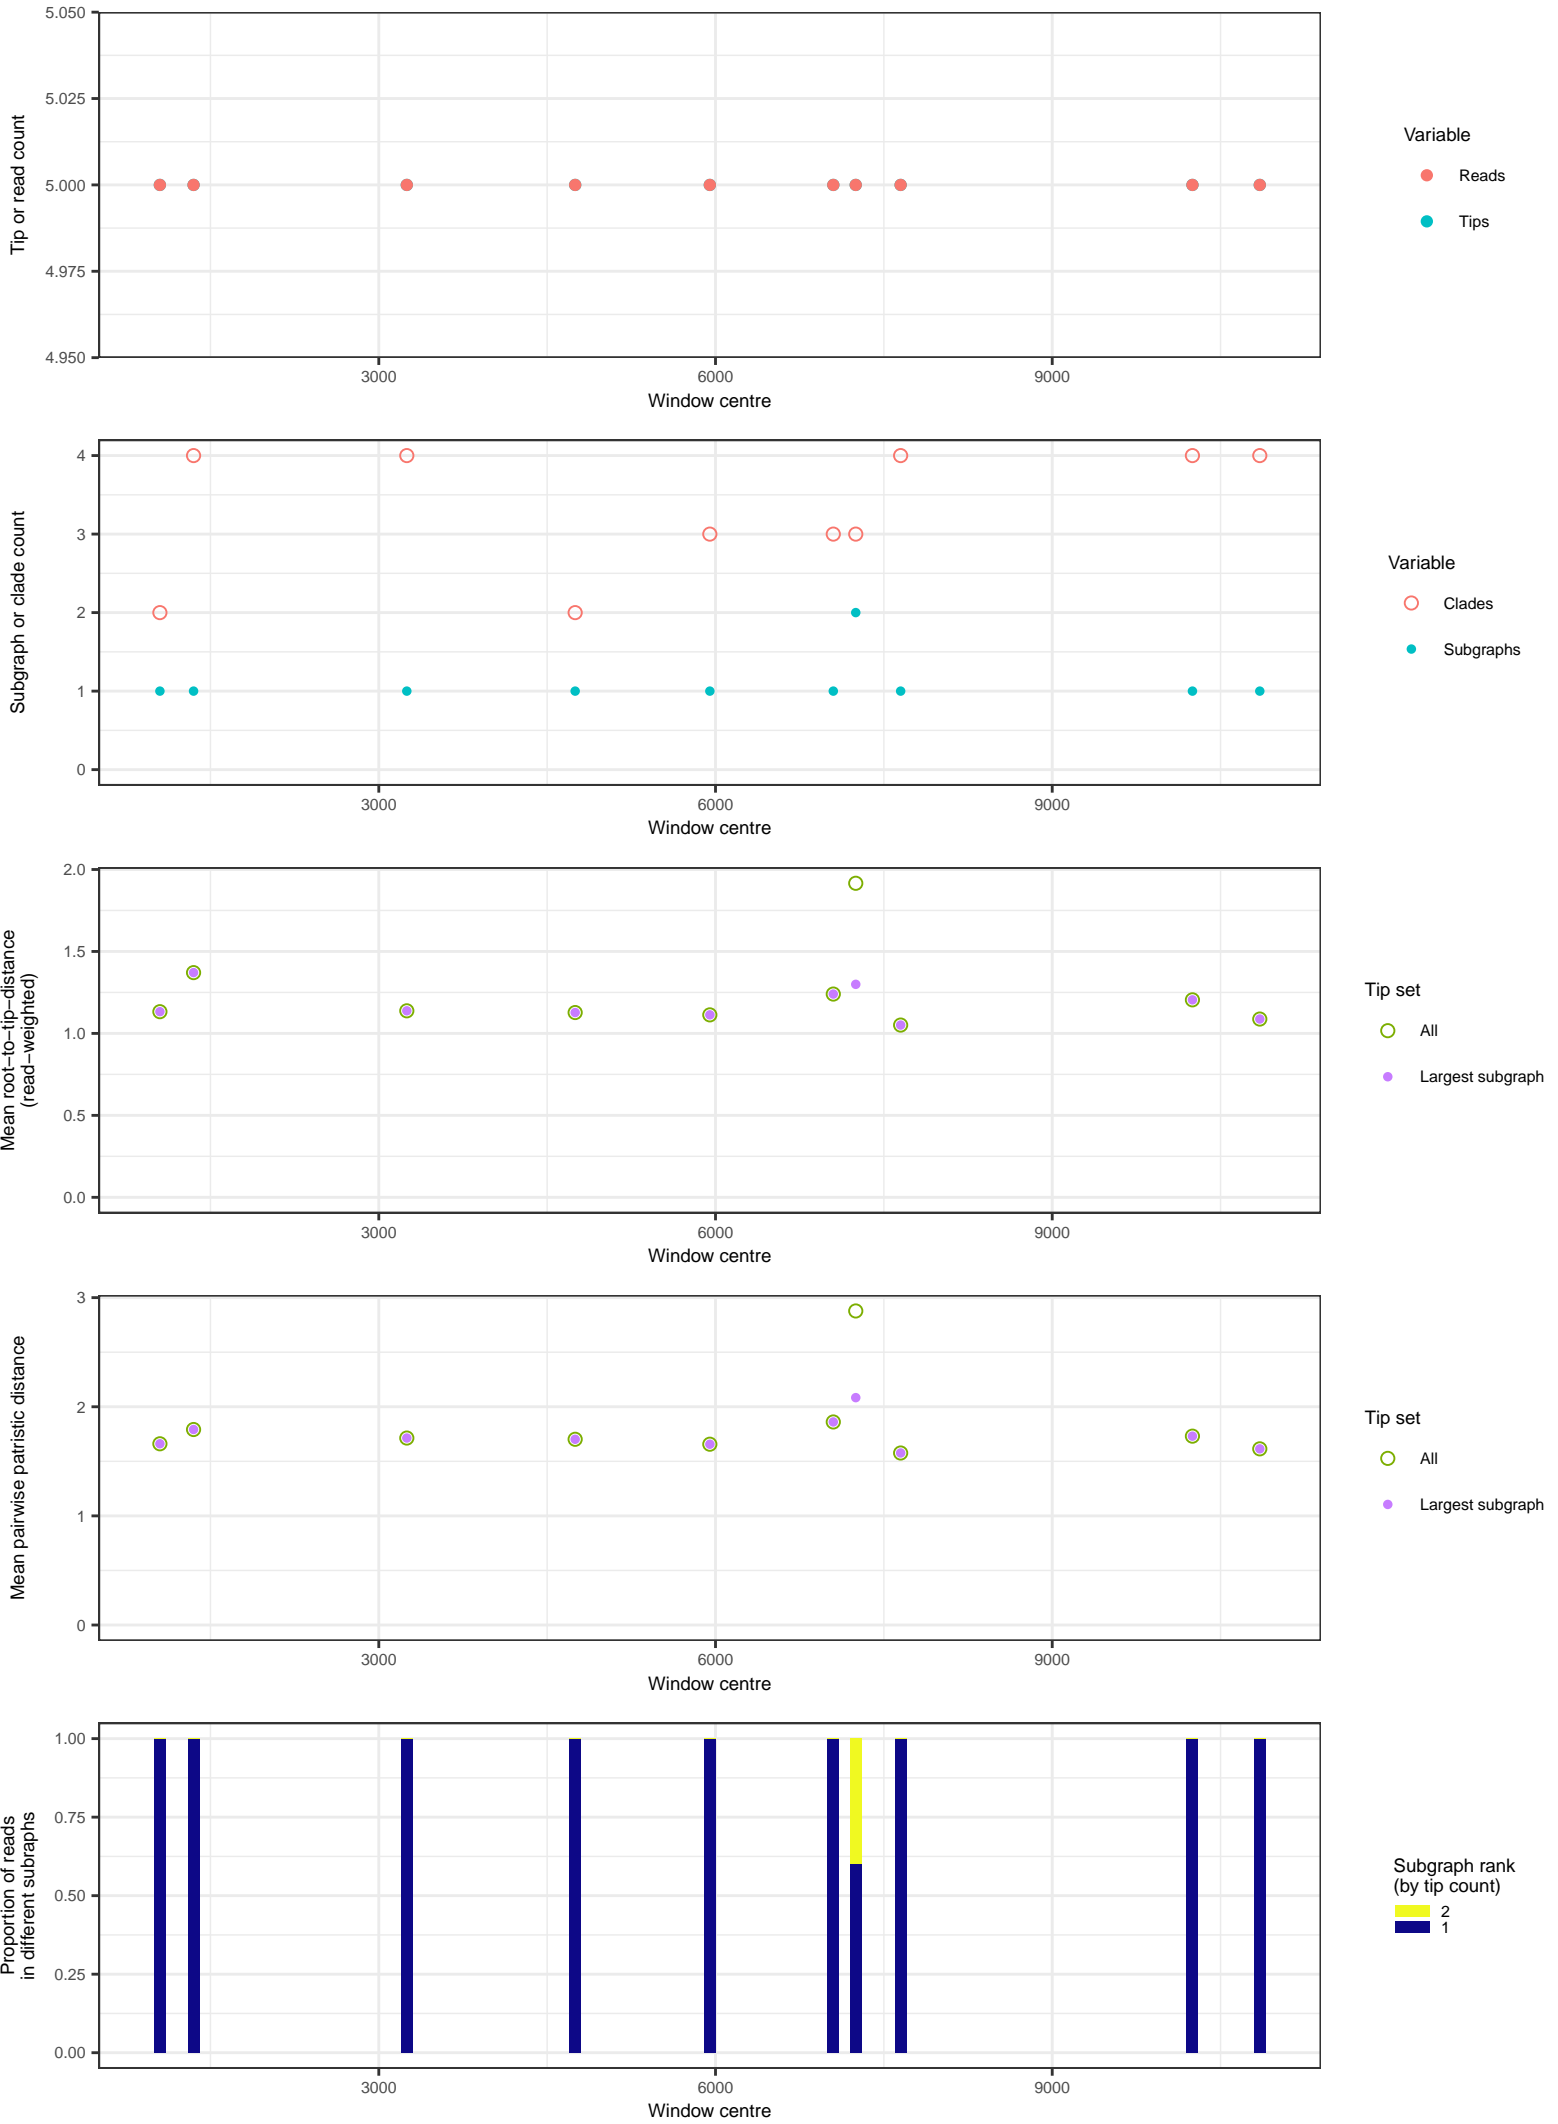 5.050
5.025
5.000
4.975
4.950
Tip or read count
3000 6000 9000
Window centre
Variable
Reads
Tips
4
3
2
1
0
Subgraph or clade count
3000 6000 9000
Window centre
Variable
Clades
Subgraphs
2.0
1.5
1.0
0.5
0.0
Mean root−to−tip−distance
(read−weighted)
3000 6000 9000
Window centre
Tip set
All
Largest subgraph
3
2
1
0
Mean pairwise patristic distance
3000 6000 9000
Window centre
Tip set
All
Largest subgraph
1.00
0.75
0.50
0.25
0.00
Proportion of reads
in different subraphs
3000 6000 9000
Window centre
Subgraph rank
(by tip count)
2
1